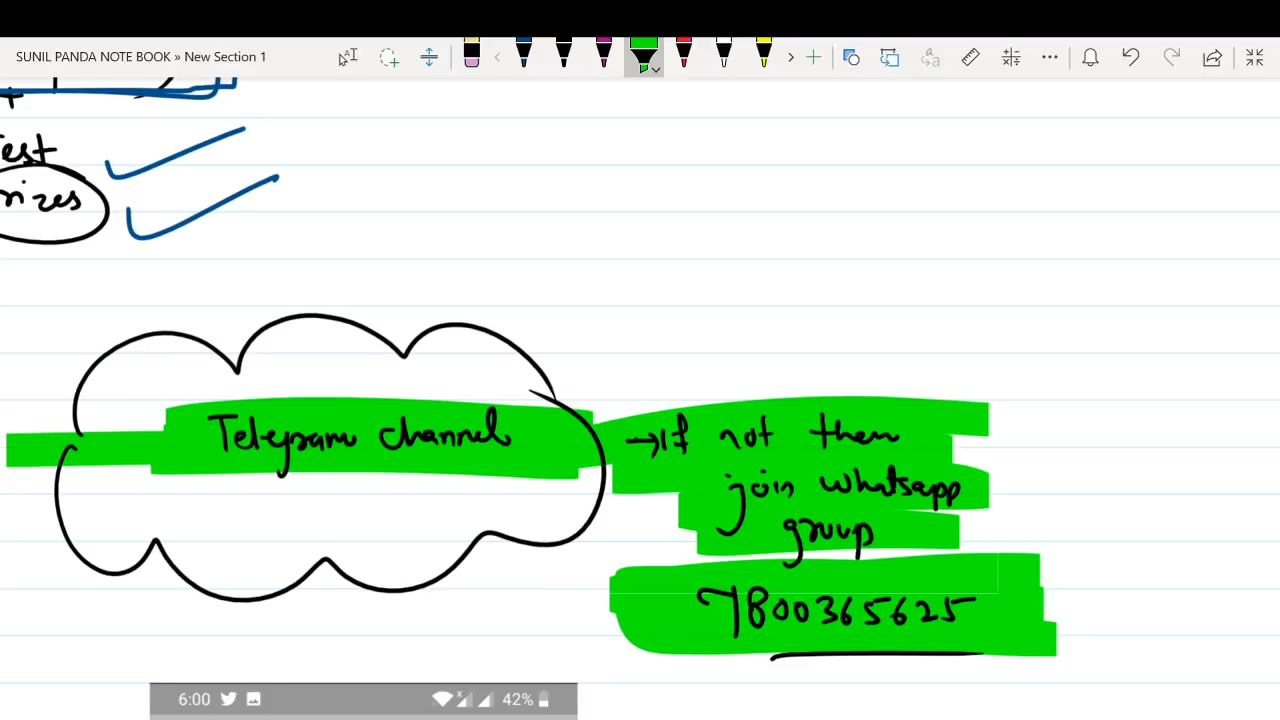 SUNIL PANDA NOTE BOOK » New Section 1
Test
rizes
Telegram channel
→ If not then
join whatsapp
group
7800365625
6:00
42%